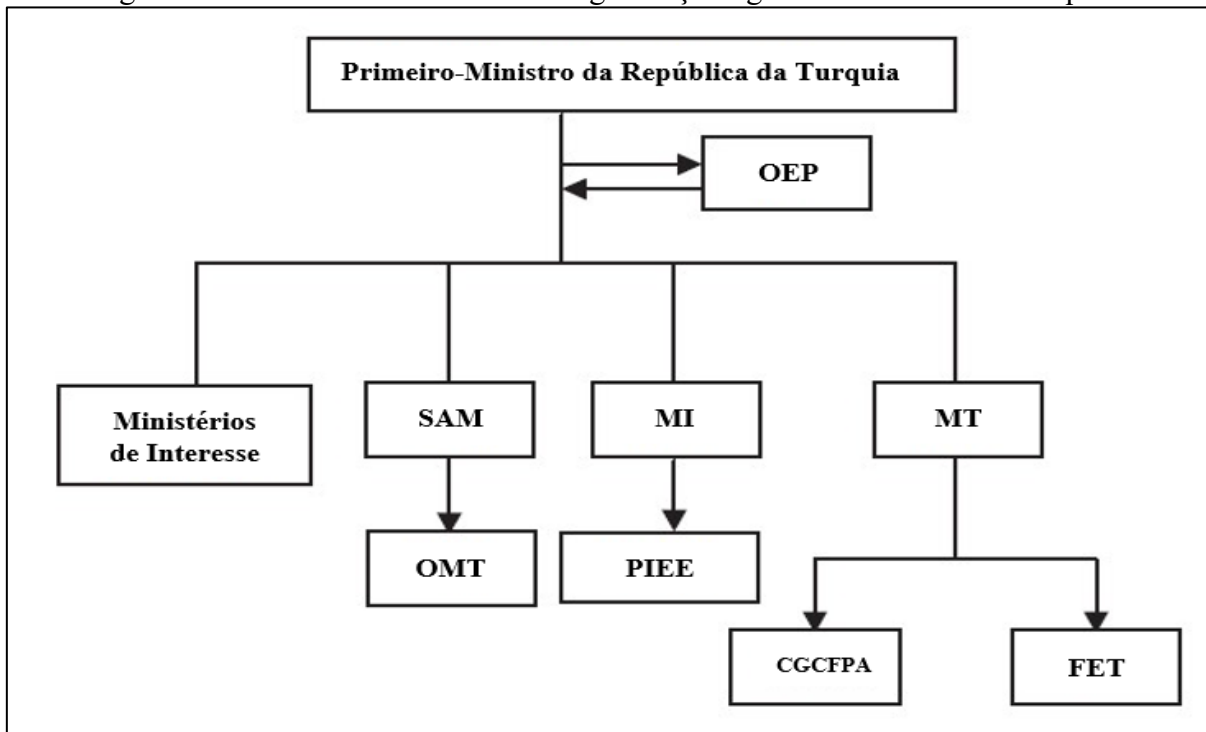 Primeiro-Ministro da República da Turquia
OEP
Ministérios
de Interesse
SAM
MI
MT
OMT
PIEE
CGCFPA
FET